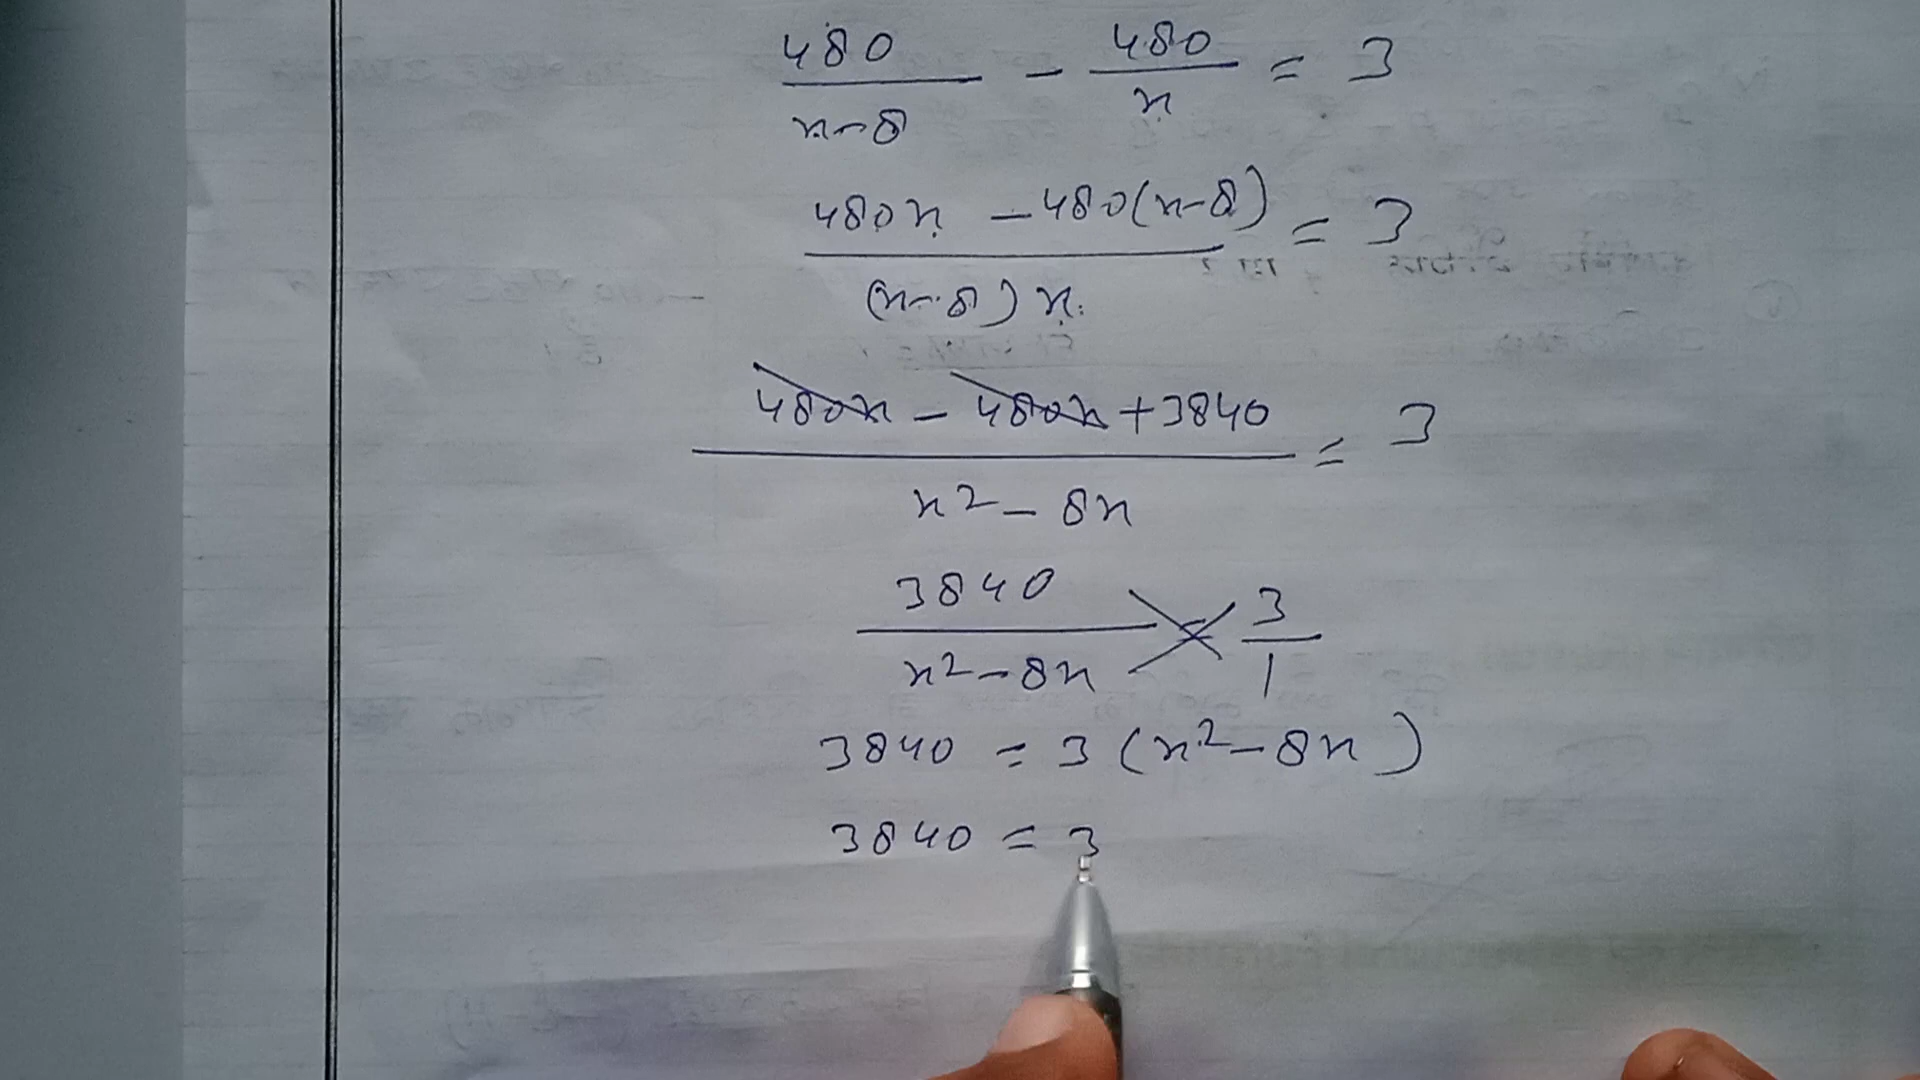 480/(x-8) - 480/x = 3
(480x - 480(x-8))/((x-8)x) = 3
(480x - 480x + 3840)/(x² - 8x) = 3
3840/(x² - 8x) = 3/1
3840 = 3(x² - 8x)
3840 = 3